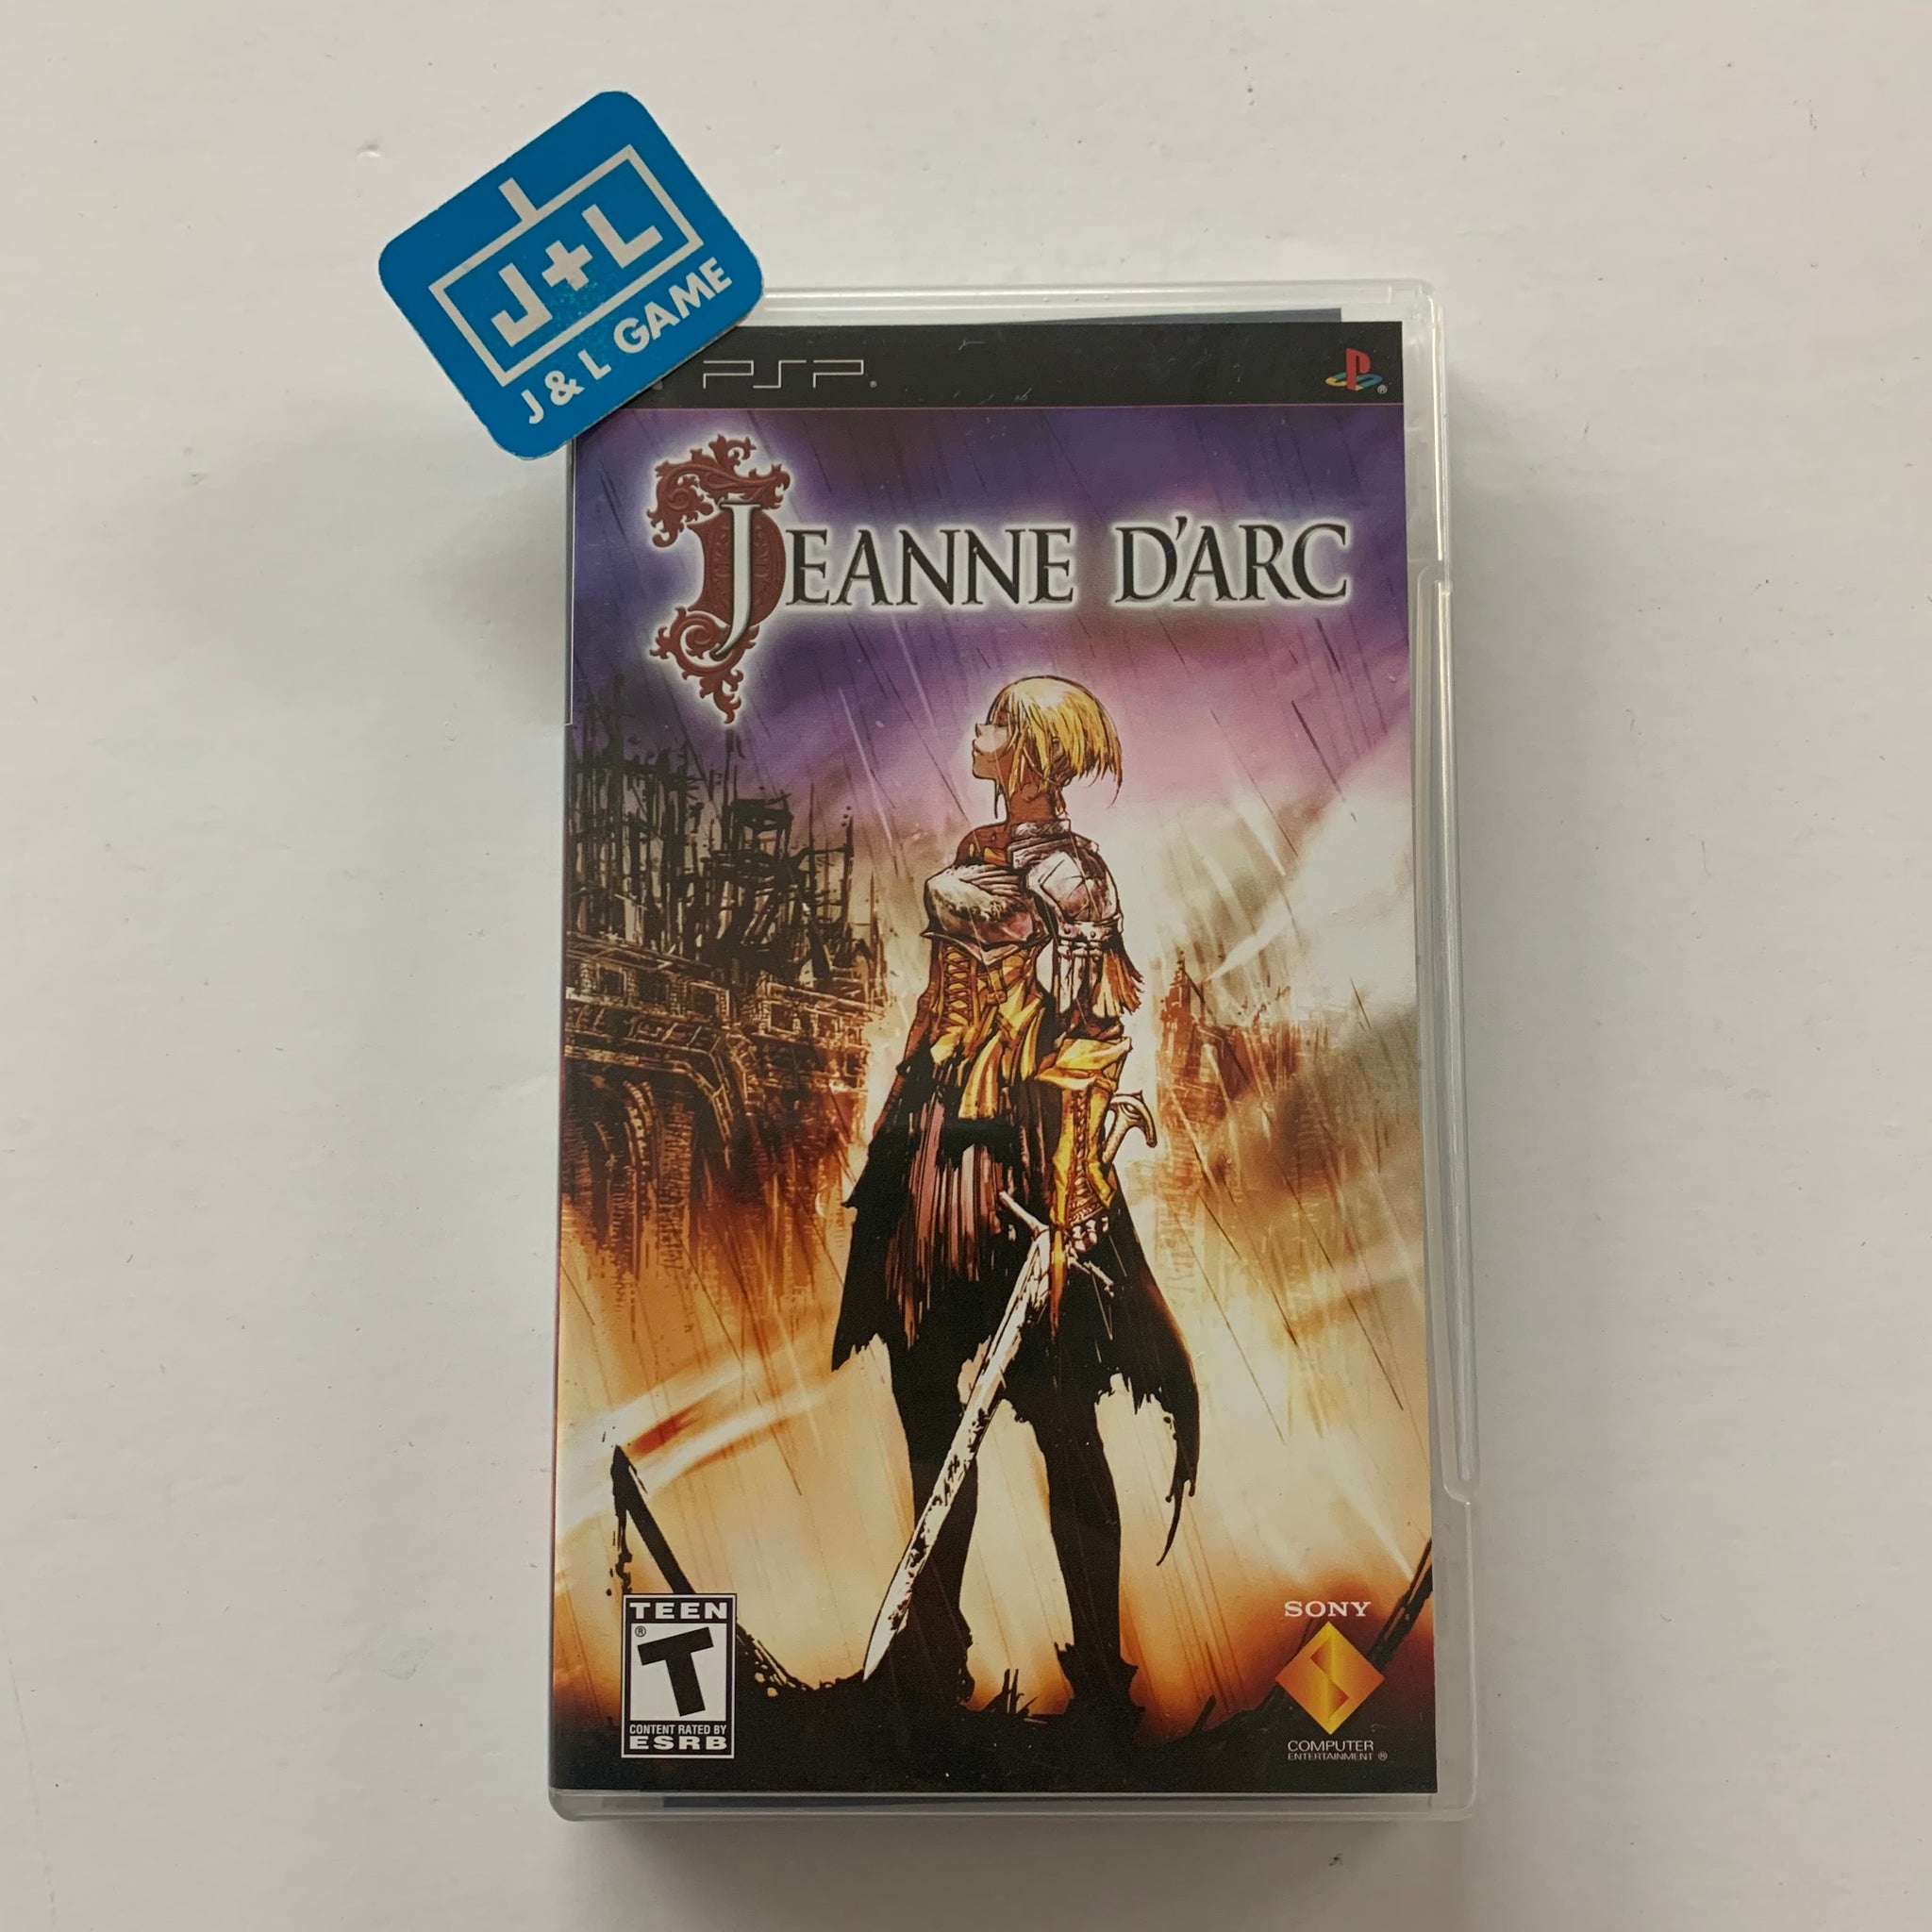 J+L
J & L GAME
PSP®
®
JEANNE D'ARC
TEEN
®
T
CONTENT RATED BY
ESRB
SONY
COMPUTER
ENTERTAINMENT ®